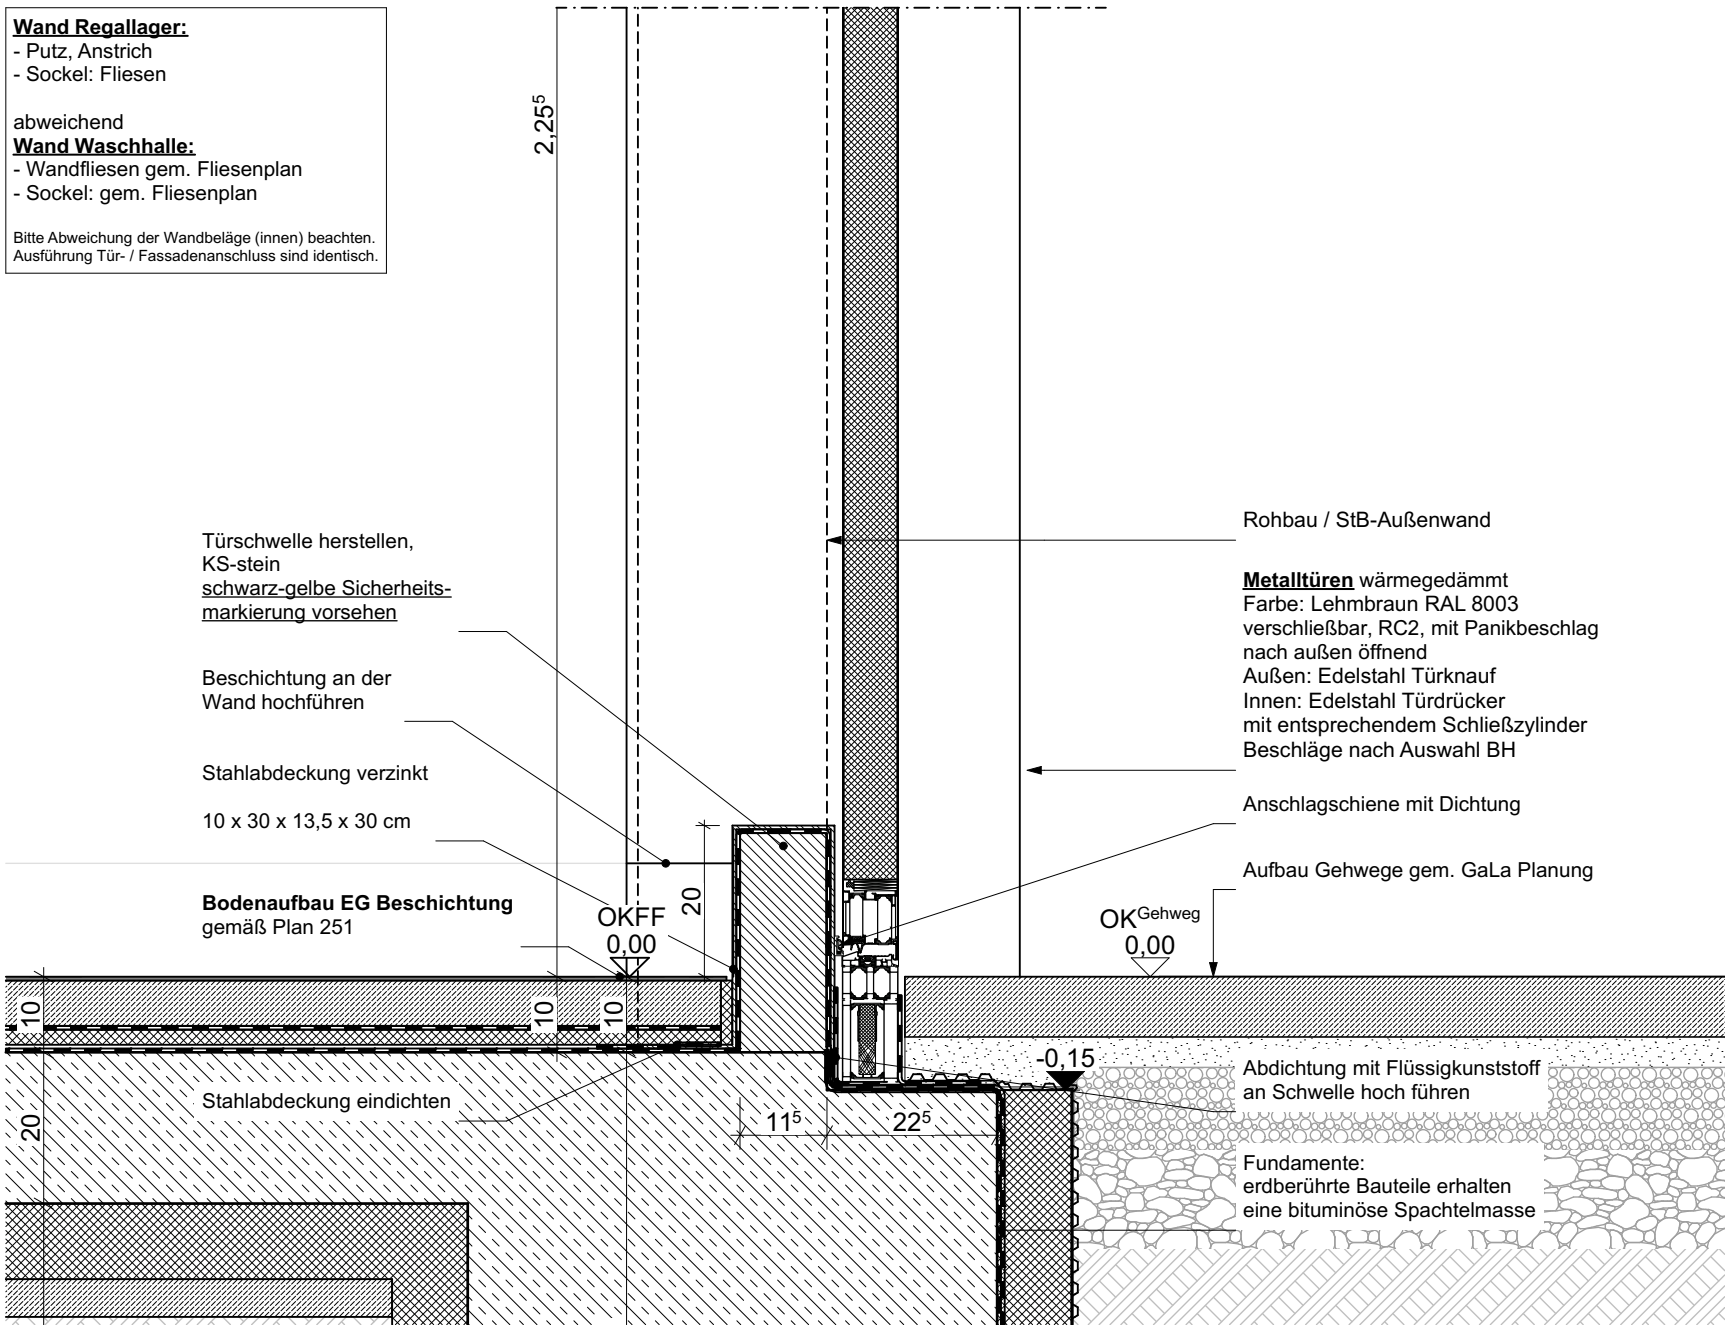 Wand Regallager:
- Putz, Anstrich
- Sockel: Fliesen
abweichend
Wand Waschhalle:
- Wandfliesen gem. Fliesenplan
- Sockel: gem. Fliesenplan
Bitte Abweichung der Wandbeläge (innen) beachten.
Ausführung Tür- / Fassadenanschluss sind identisch.
2,25⁵
Türschwelle herstellen,
KS-stein
schwarz-gelbe Sicherheits-
markierung vorsehen
Beschichtung an der
Wand hochführen
Stahlabdeckung verzinkt
10 x 30 x 13,5 x 30 cm
Bodenaufbau EG Beschichtung
gemäß Plan 251
OKFF
0,00
20
10
10
10
20
Stahlabdeckung eindichten
11⁵
22⁵
Rohbau / StB-Außenwand
Metalltüren wärmegedämmt
Farbe: Lehmbraun RAL 8003
verschließbar, RC2, mit Panikbeschlag
nach außen öffnend
Außen: Edelstahl Türknauf
Innen: Edelstahl Türdrücker
mit entsprechendem Schließzylinder
Beschläge nach Auswahl BH
Anschlagschiene mit Dichtung
Aufbau Gehwege gem. GaLa Planung
OK Gehweg
0,00
-0,15
Abdichtung mit Flüssigkunststoff
an Schwelle hoch führen
Fundamente:
erdberührte Bauteile erhalten
eine bituminöse Spachtelmasse